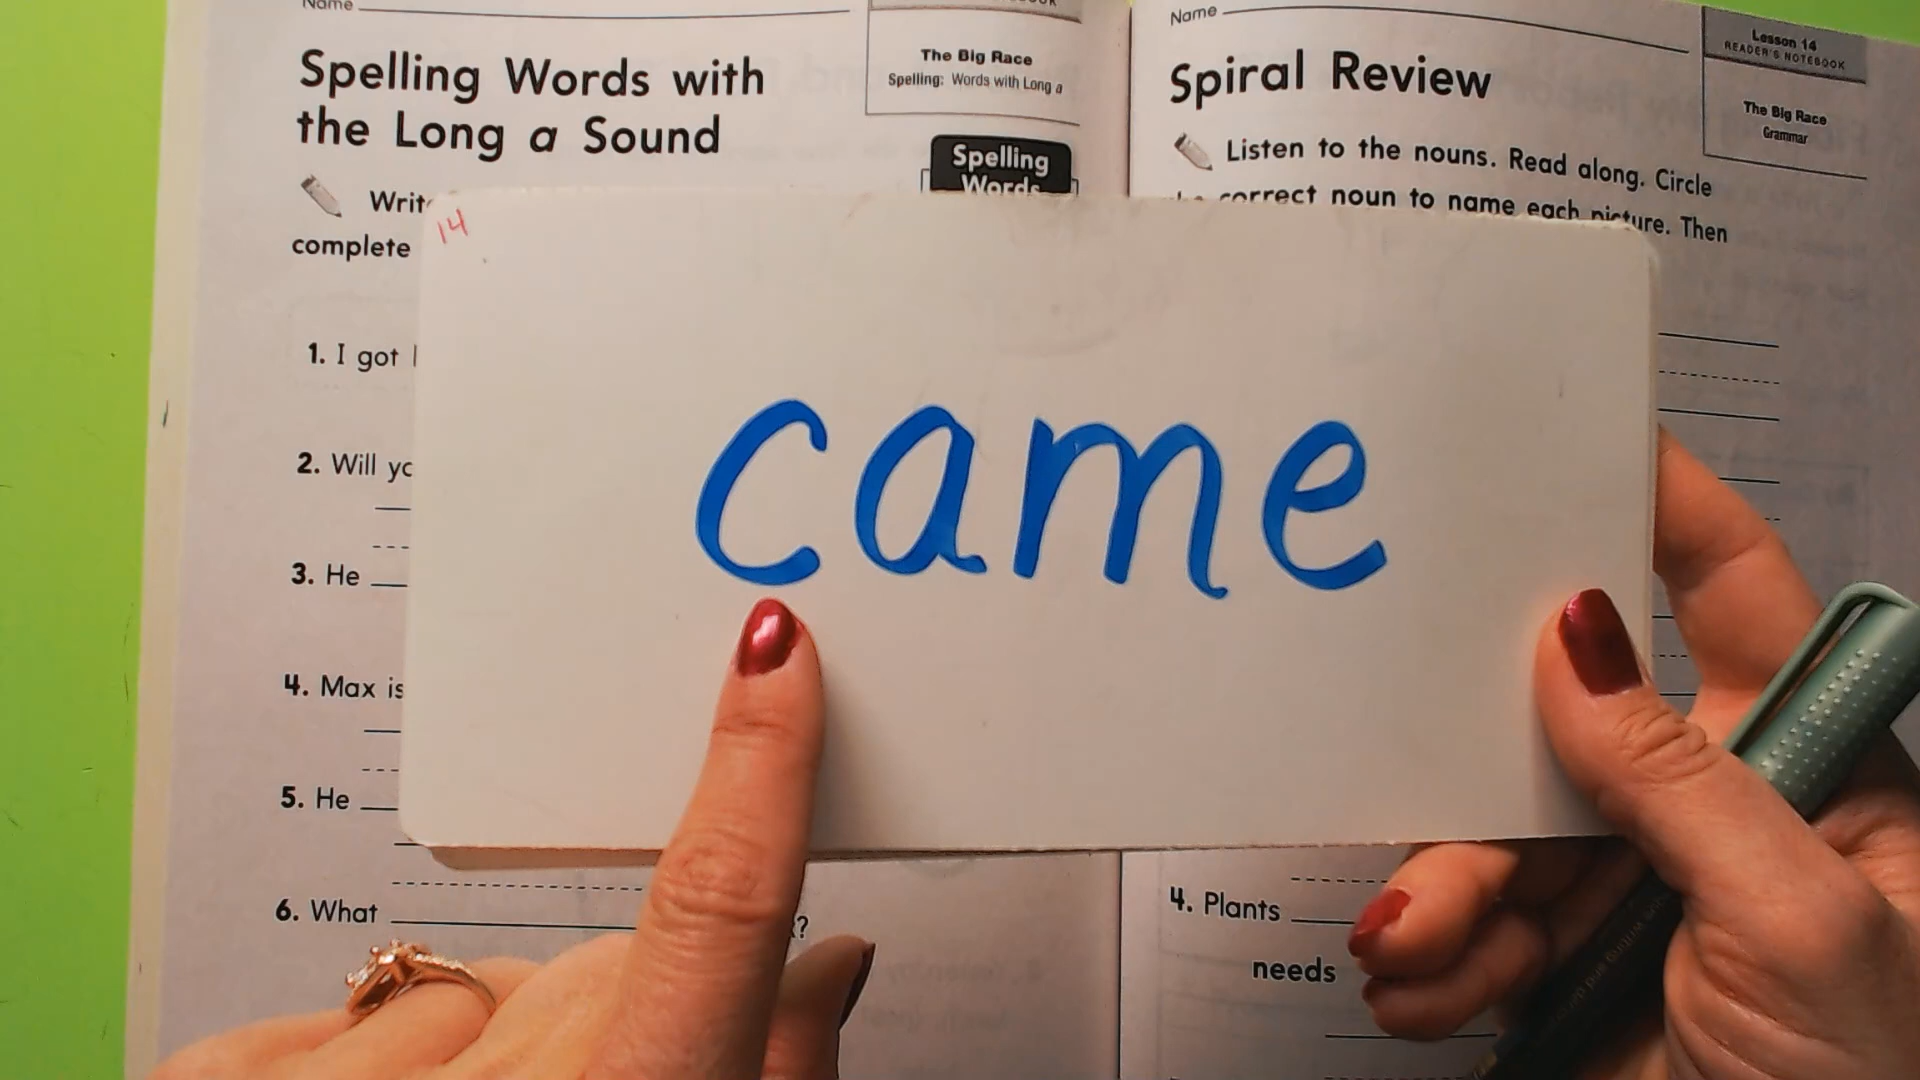 Name
Spelling Words with
the Long a Sound
The Big Race
Spelling: Words with Long a
Spelling
Words
complete
1. I got
2. Will
3. He
4. Max is
5. He
6. What
?
14
came
Name
Lesson 14
READER'S NOTEBOOK
Spiral Review
The Big Race
Grammar
Listen to the nouns. Read along. Circle
correct noun to name each picture. Then
4. Plants
needs